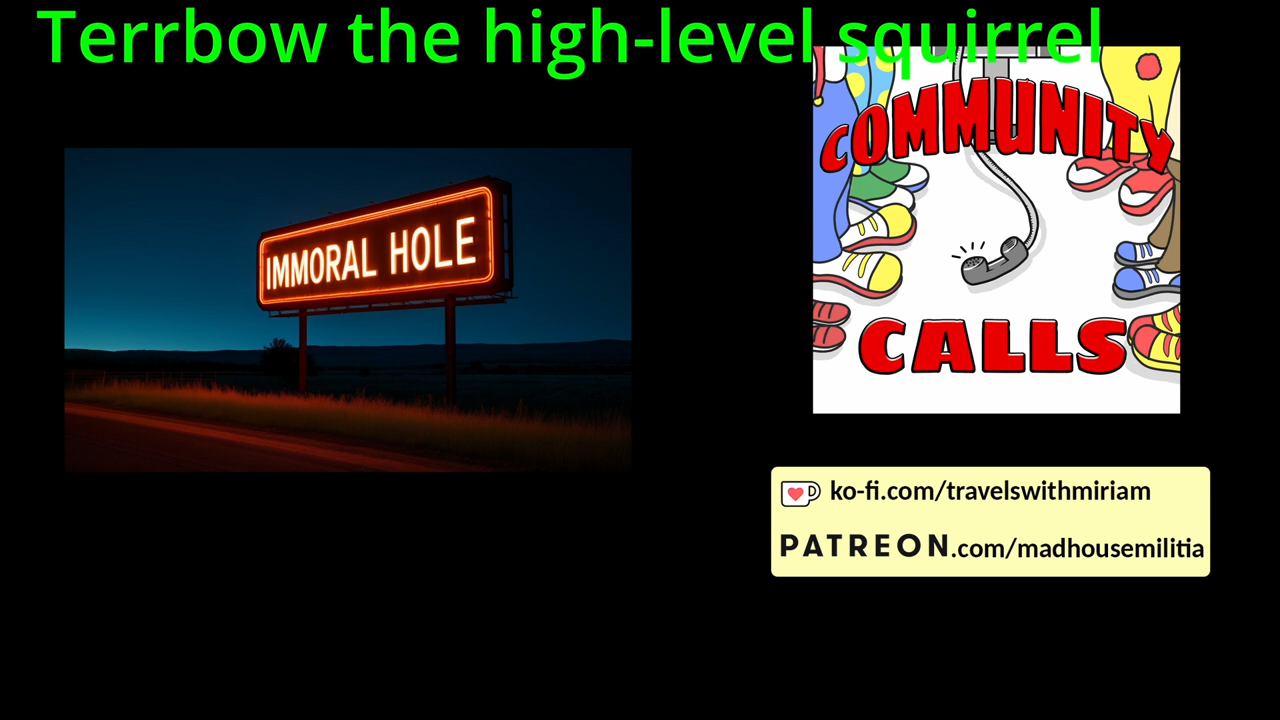 Terrbow the high-level squirrel
IMMORAL HOLE
COMMUNITY
CALLS
ko-fi.com/travelswithmiriam
PATREON.com/madhousemilitia